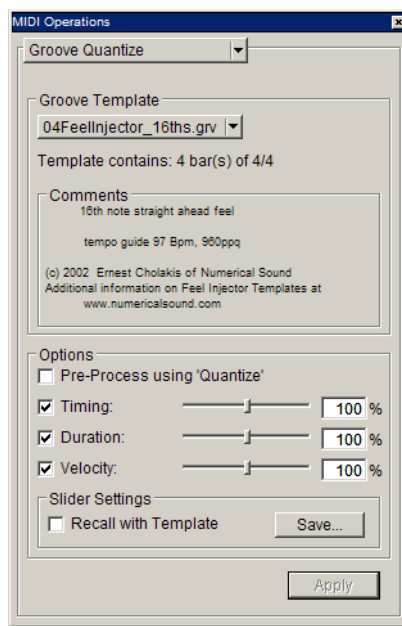 MIDI Operations
Groove Quantize
Groove Template
04FeelInjector_16ths.grv
Template contains: 4 bar(s) of 4/4
Comments
16th note straight ahead feel
tempo guide 97 Bpm, 960ppq
(c) 2002 Ernest Cholakis of Numerical Sound
Additional information on Feel Injector Templates at
www.numericalsound.com
Options
Pre-Process using 'Quantize'
Timing: 100 %
Duration: 100 %
Velocity: 100 %
Slider Settings
Recall with Template Save...
Apply